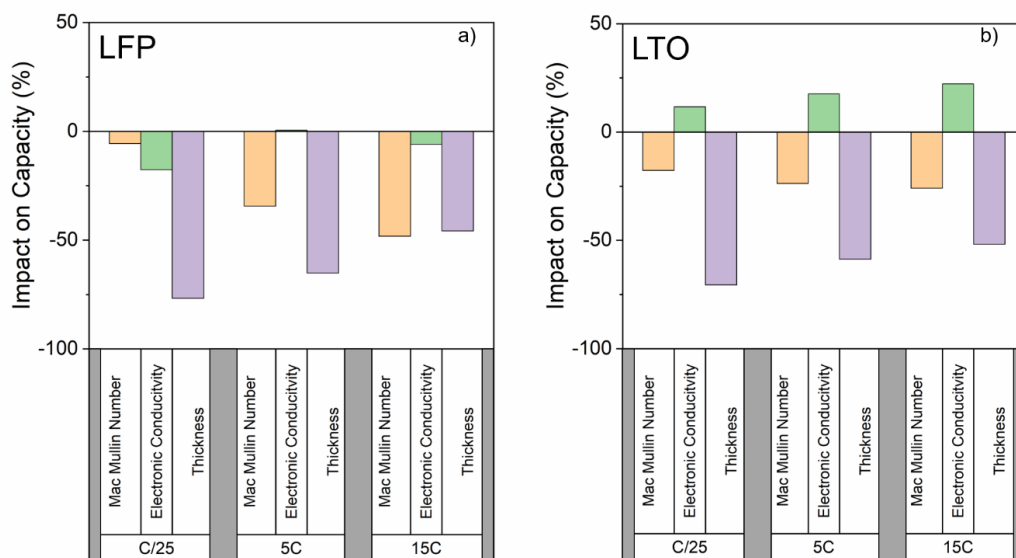 LFP
a)
50
0
-50
-100
Impact on Capacity (%)
Mac Mullin Number
Electronic Conducitvity
Thickness
Mac Mullin Number
Electronic Conducitvity
Thickness
Mac Mullin Number
Electronic Conducitvity
Thickness
C/25
5C
15C
LTO
b)
50
0
-50
-100
Impact on Capacity (%)
Mac Mullin Number
Electronic Conducitvity
Thickness
Mac Mullin Number
Electronic Conducitvity
Thickness
Mac Mullin Number
Electronic Conducitvity
Thickness
C/25
5C
15C